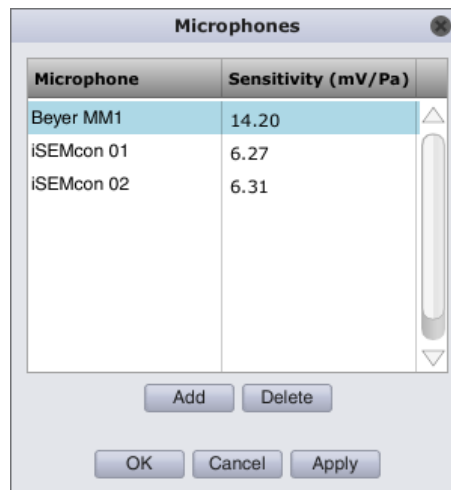 Microphones
Microphone Sensitivity (mV/Pa)
Beyer MM1 14.20
iSEMcon 01 6.27
iSEMcon 02 6.31
Add Delete
OK Cancel Apply